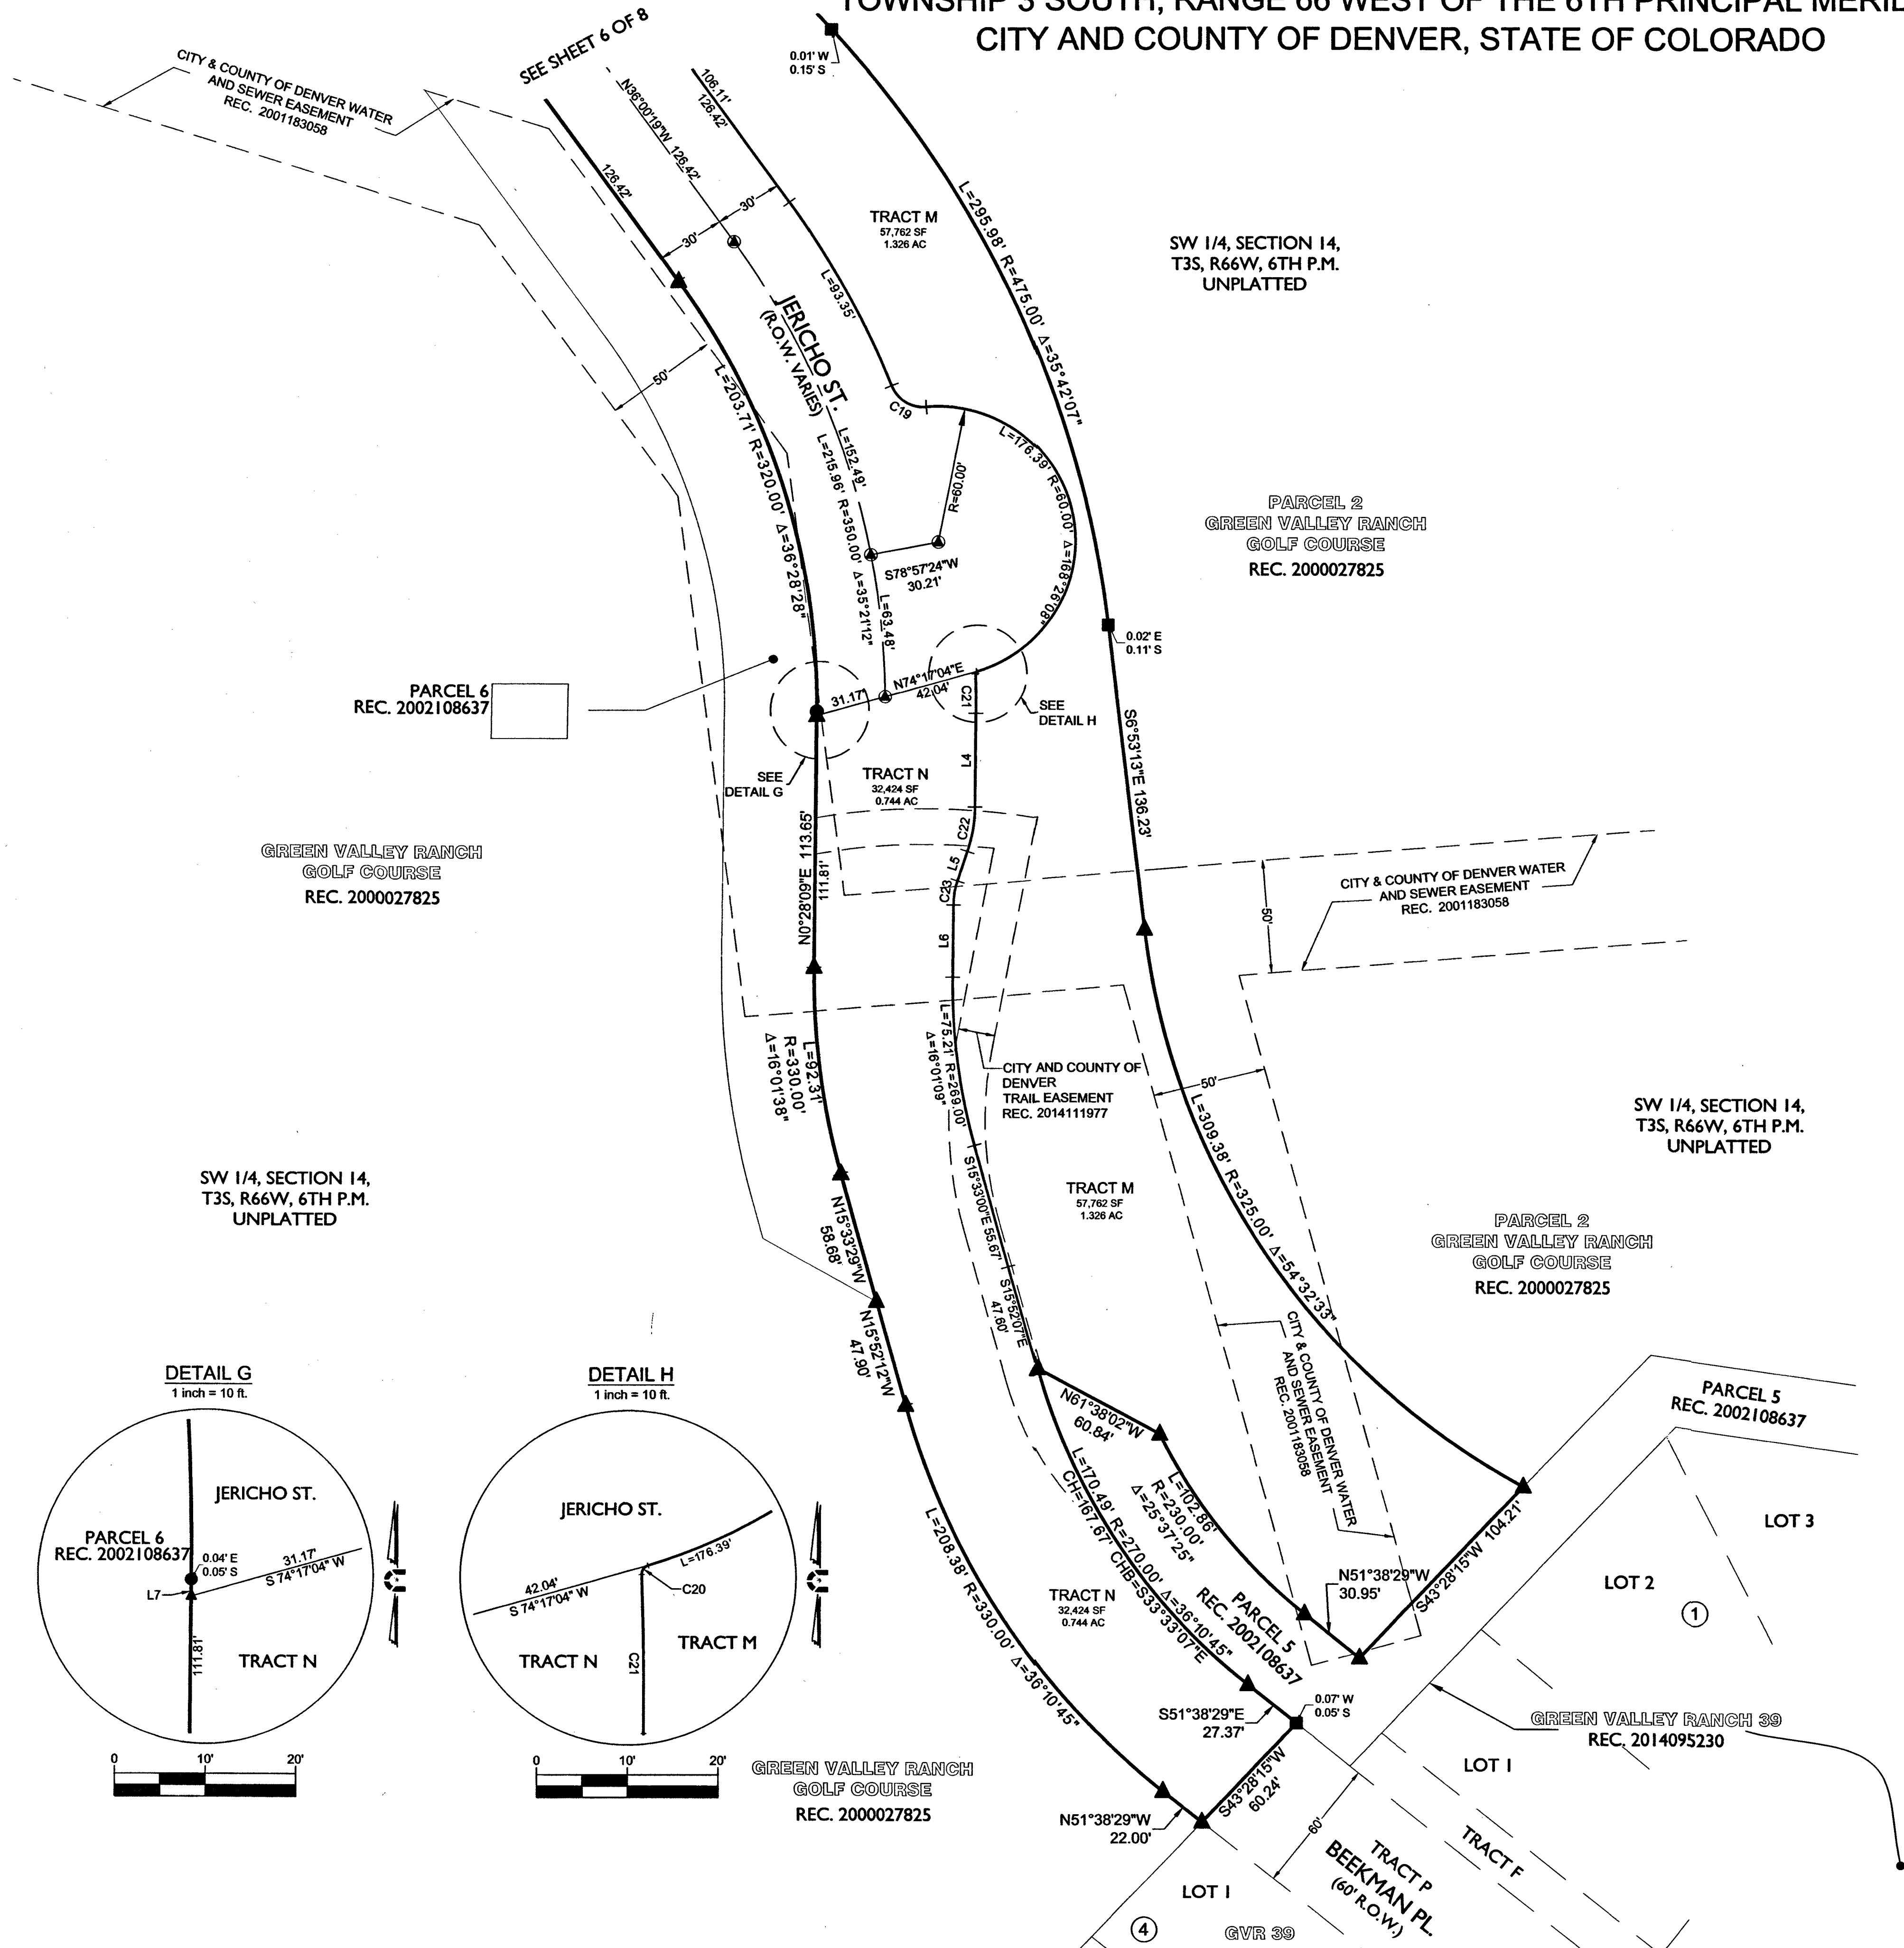 TOWNSHIP 3 SOUTH, RANGE 66 WEST OF THE 6TH PRINCIPAL
CITY AND COUNTY OF DENVER, STATE OF COLORADO
SEE SHEET 6 OF 8
CITY & COUNTY OF DENVER WATER
AND SEWER EASEMENT
REC. 2001183058
0.01' W
0.15' S
106.11'
126.42'
N36°00'19"W 126.42'
126.42'
30'
30'
TRACT M
57,762 SF
1.326 AC
L=295.98' R=475.00' Δ=35°42'07"
SW 1/4, SECTION 14,
T3S, R66W, 6TH P.M.
UNPLATTED
L=93.35'
JERICHO ST.
(R.O.W. VARIES)
50'
L=203.71' R=320.00' Δ=36°28'28"
C19
L=152.49'
L=215.96' R=350.00' Δ=35°21'12"
L=176.39' R=60.00' Δ=168°26'08"
R=60.00'
S78°57'24"W
30.21'
L=63.48'
PARCEL 2
GREEN VALLEY RANCH
GOLF COURSE
REC. 2000027825
0.02' E
0.11' S
PARCEL 6
REC. 2002108637
31.17'
N74°17'04"E
42.04'
C21
SEE
DETAIL H
SEE
DETAIL G
L4
TRACT N
32,424 SF
0.744 AC
S6°53'13"E 136.23'
N0°28'09"E 113.65'
111.81'
C22
L5
C23
L6
GREEN VALLEY RANCH
GOLF COURSE
REC. 2000027825
CITY & COUNTY OF DENVER WATER
AND SEWER EASEMENT
REC. 2001183058
50'
L=92.31'
R=330.00'
Δ=16°01'38"
L=75.21' R=269.00'
Δ=16°01'09"
CITY AND COUNTY OF
DENVER
TRAIL EASEMENT
REC. 2014111977
50'
L=309.38' R=325.00' Δ=54°32'33"
SW 1/4, SECTION 14,
T3S, R66W, 6TH P.M.
UNPLATTED
SW 1/4, SECTION 14,
T3S, R66W, 6TH P.M.
UNPLATTED
N15°33'29"W
58.68'
S15°33'00"E 55.67'
TRACT M
57,762 SF
1.326 AC
PARCEL 2
GREEN VALLEY RANCH
GOLF COURSE
REC. 2000027825
N15°52'12"W
47.90'
S15°52'07"E
47.60'
CITY & COUNTY OF DENVER WATER
AND SEWER EASEMENT
REC. 2001183058
N61°38'02"W
60.84'
PARCEL 5
REC. 2002108637
L=102.86'
R=230.00'
Δ=25°37'25"
L=170.49' R=270.00' Δ=36°10'45"
CH=167.67' CHB=S33°33'07"E
PARCEL 5
REC. 2002108637
L=208.38' R=330.00' Δ=36°10'45"
TRACT N
32,424 SF
0.744 AC
N51°38'29"W
30.95'
S43°28'15"W 104.21'
LOT 3
LOT 2
1
S51°38'29"E
27.37'
0.07' W
0.05' S
GREEN VALLEY RANCH 39
REC. 2014095230
LOT 1
S43°28'15"W
60.24'
N51°38'29"W
22.00'
60'
TRACT F
TRACT P
BEEKMAN PL.
(60' R.O.W.)
LOT 1
4
GVR 39
DETAIL G
1 inch = 10 ft.
JERICHO ST.
PARCEL 6
REC. 2002108637
0.04' E
0.05' S
31.17'
S 74°17'04" W
L7
111.81'
TRACT N
0 10' 20'
DETAIL H
1 inch = 10 ft.
JERICHO ST.
L=176.39'
42.04'
S 74°17'04" W
C20
TRACT N
C21
TRACT M
0 10' 20'
GREEN VALLEY RANCH
GOLF COURSE
REC. 2000027825